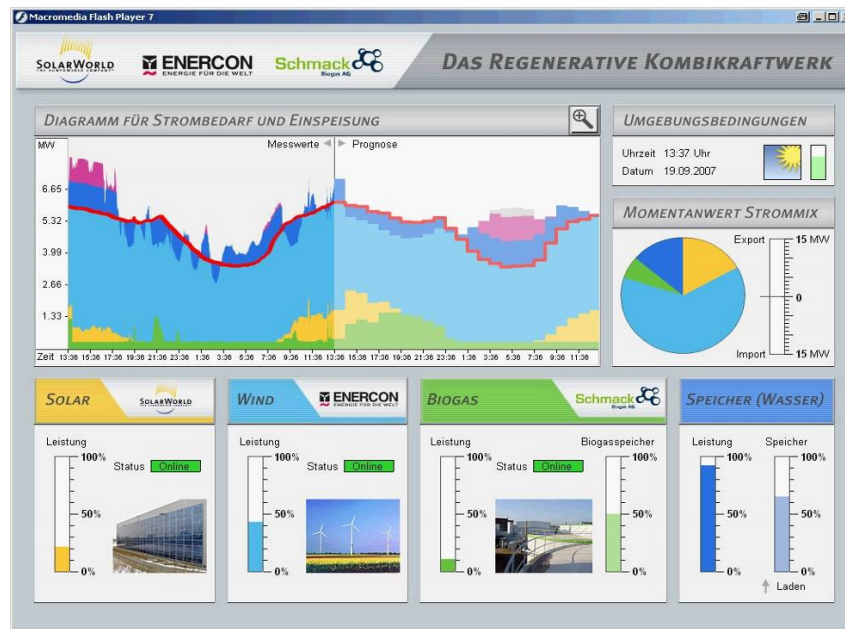 Macromedia Flash Player 7
SOLARWORLD
ENERCON
ENERGIE FÜR DIE WELT
Schmack
Biogas AG
DAS REGENERATIVE KOMBIKRAFTWERK
DIAGRAMM FÜR STROMBEDARF UND EINSPEISUNG
MW
Messwerte
Prognose
6.65
5.32
3.99
2.66
1.33
Zeit 13:36 15:36 17:36 19:36 21:36 23:36 1:36 3:36 5:36 7:36 9:36 11:36 13:36 15:36 17:36 19:36 21:36 23:36 1:36 3:36 5:36 7:36 9:36 11:36
UMGEBUNGSBEDINGUNGEN
Uhrzeit 13:37 Uhr
Datum 19.09.2007
MOMENTANWERT STROMMIX
Export
15 MW
0
Import
15 MW
SOLAR
SOLARWORLD
Leistung
100%
Status Online
50%
0%
WIND
ENERCON
ENERGIE FÜR DIE WELT
Leistung
100%
Status Online
50%
0%
BIOGAS
Schmack
Biogas AG
Leistung
Biogasspeicher
100%
Status Online
100%
50%
50%
0%
0%
SPEICHER (WASSER)
Leistung
Speicher
100%
100%
50%
50%
0%
0%
Laden